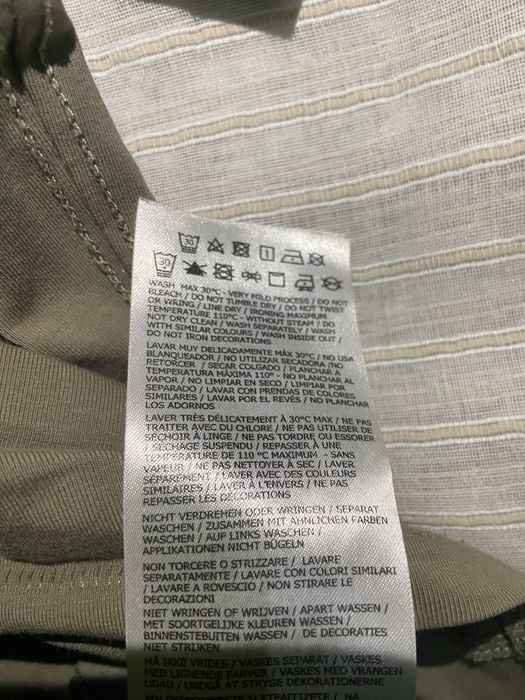 30
30
WASH MAX 30°C - VERY MILD PROCESS / DO NOT
BLEACH / DO NOT TUMBLE DRY / DO NOT TWIST
OR WRING / LINE DRY / IRONING MAXIMUM
TEMPERATURE 110°C - WITHOUT STEAM / DO
NOT DRY CLEAN / WASH SEPARATELY / WASH
WITH SIMILAR COLOURS / WASH INSIDE OUT /
DO NOT IRON DECORATIONS
LAVAR MUY DELICADAMENTE MÁX 30°C / NO USA
BLANQUEADOR / NO UTILIZAR SECADORA /NO
RETORCER / SECAR COLGADO / PLANCHAR A
TEMPERATURA MÁXIMA 110° - NO PLANCHAR AL
VAPOR / NO LIMPIAR EN SECO / LIMPIAR POR
SEPARADO / LAVAR CON PRENDAS DE COLORES
SIMILARES / LAVAR POR EL REVÉS / NO PLANCHAR
LOS ADORNOS
LAVER TRÈS DÉLICATEMENT À 30°C MAX / NE PAS
TRAITER AVEC DU CHLORE / NE PAS UTILISER DE
SÉCHOIR À LINGE / NE PAS TORDRE OU ESSORER
/ SÉCHAGE SUSPENDU / REPASSER À UNE
TEMPÉRATURE DE 110 °C MAXIMUM - SANS
VAPEUR / NE PAS NETTOYER À SEC / LAVER
SÉPARÉMENT / LAVER AVEC DES COULEURS
SIMILAIRES / LAVER À L'ENVERS / NE PAS
REPASSER LES DÉCORATIONS
NICHT VERDREHEN ODER WRINGEN / SEPARAT
WASCHEN / ZUSAMMEN MIT ÄHNLICHEN FARBEN
WASCHEN / AUF LINKS WASCHEN /
APPLIKATIONEN NICHT BÜGELN
NON TORCERE O STRIZZARE / LAVARE
SEPARATAMENTE / LAVARE CON COLORI SIMILARI
/ LAVARE A ROVESCIO / NON STIRARE LE
DECORAZIONI
NIET WRINGEN OF WRIJVEN / APART WASSEN /
MET SOORTGELIJKE KLEUREN WASSEN /
BINNENSTEBUITEN WASSEN / DE DECORATIES
NIET STRIJKEN
MÅ IKKE VRIDES / VASKES SEPARAT / VASKES
MED LIGNENDE FARVER / VASKES MED VRANGEN
UDAD / UNDGÅ AT STRYGE DEKORATIONERNE